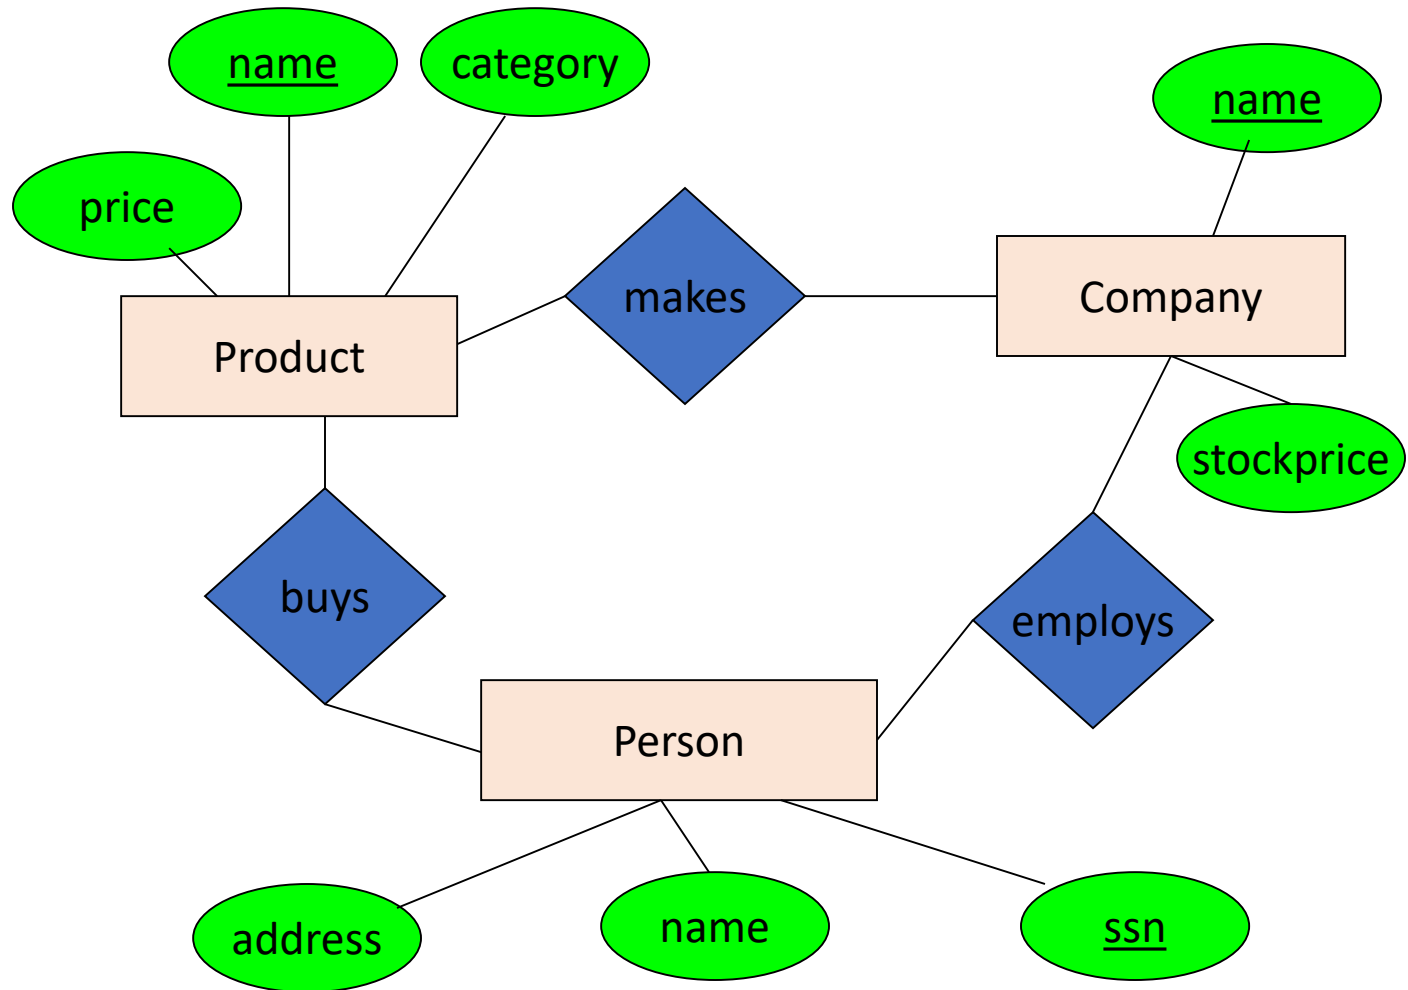 name
category
name
price
makes
Company
Product
stockprice
buys
employs
Person
address
name
ssn